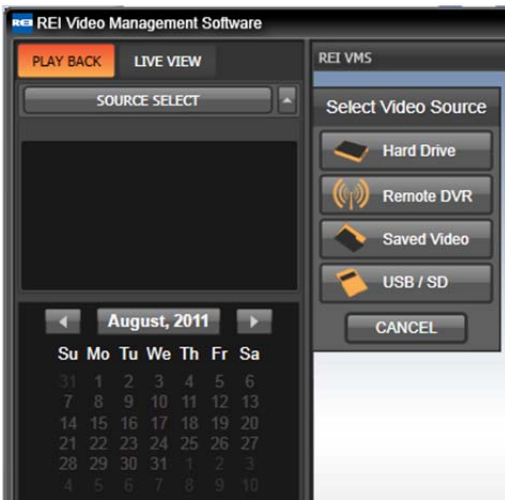 REI REI Video Management Software
PLAY BACK LIVE VIEW
SOURCE SELECT
REI VMS
Select Video Source
Hard Drive
Remote DVR
Saved Video
USB / SD
CANCEL
August, 2011
Su Mo Tu We Th Fr Sa
31 1 2 3 4 5 6
7 8 9 10 11 12 13
14 15 16 17 18 19 20
21 22 23 24 25 26 27
28 29 30 31 1 2 3
4 5 6 7 8 9 10